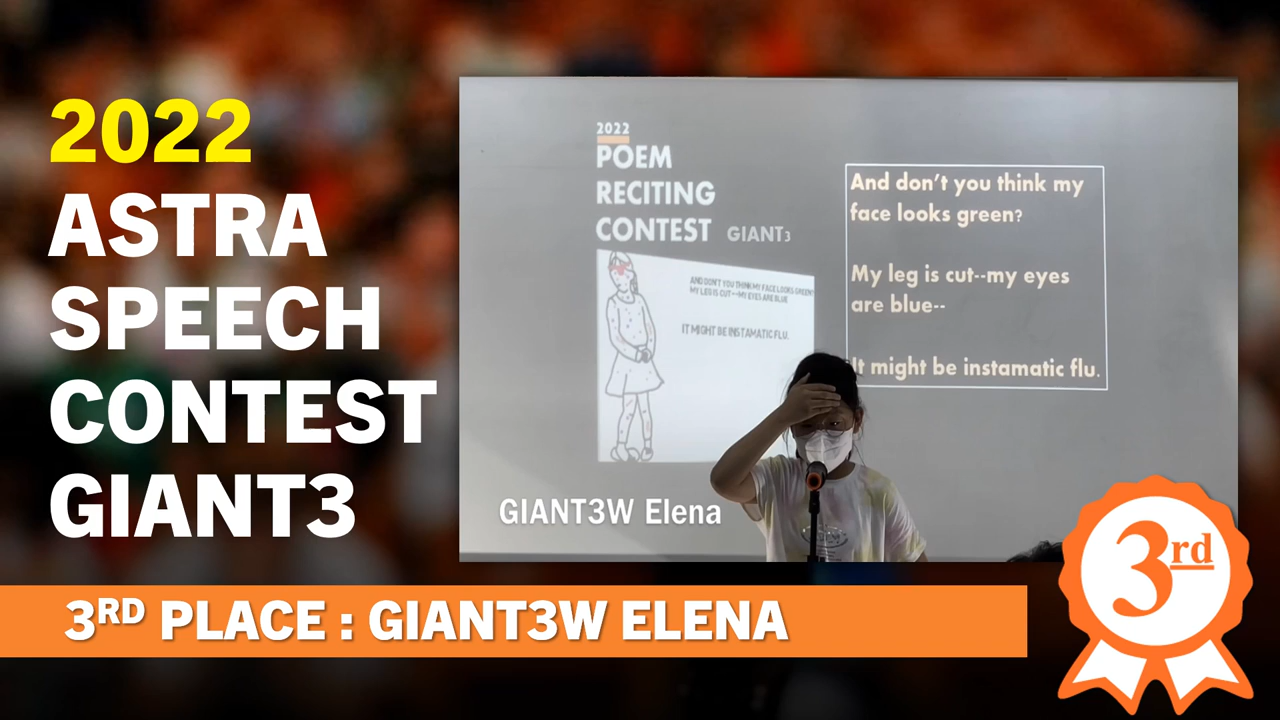 2022
ASTRA
SPEECH
CONTEST
GIANT3
2022
POEM
RECITING
CONTEST GIANT3
AND DON'T YOU THINK MY FACE LOOKS GREEN?
MY LEG IS CUT--MY EYES ARE BLUE
IT MIGHT BE INSTAMATIC FLU.
And don't you think my
face looks green?
My leg is cut--my eyes
are blue--
It might be instamatic flu.
GIANT3W Elena
3RD PLACE : GIANT3W ELENA
3rd